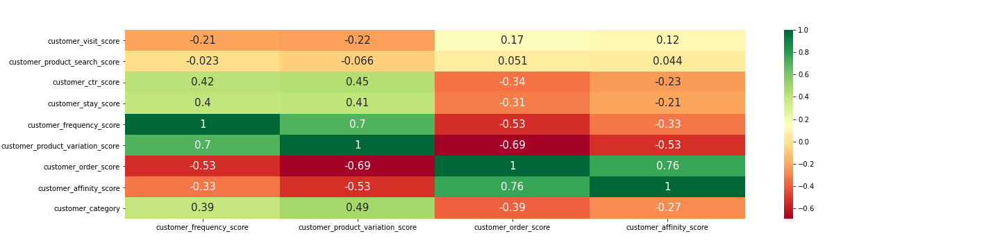 customer_visit_score -0.21 -0.22 0.17 0.12
customer_product_search_score -0.023 -0.066 0.051 0.044
customer_ctr_score 0.42 0.45 -0.34 -0.23
customer_stay_score 0.4 0.41 -0.31 -0.21
customer_frequency_score 1 0.7 -0.53 -0.33
customer_product_variation_score 0.7 1 -0.69 -0.53
customer_order_score -0.53 -0.69 1 0.76
customer_affinity_score -0.33 -0.53 0.76 1
customer_category 0.39 0.49 -0.39 -0.27
customer_frequency_score customer_product_variation_score customer_order_score customer_affinity_score
1.0
0.8
0.6
0.4
0.2
0.0
−0.2
−0.4
−0.6